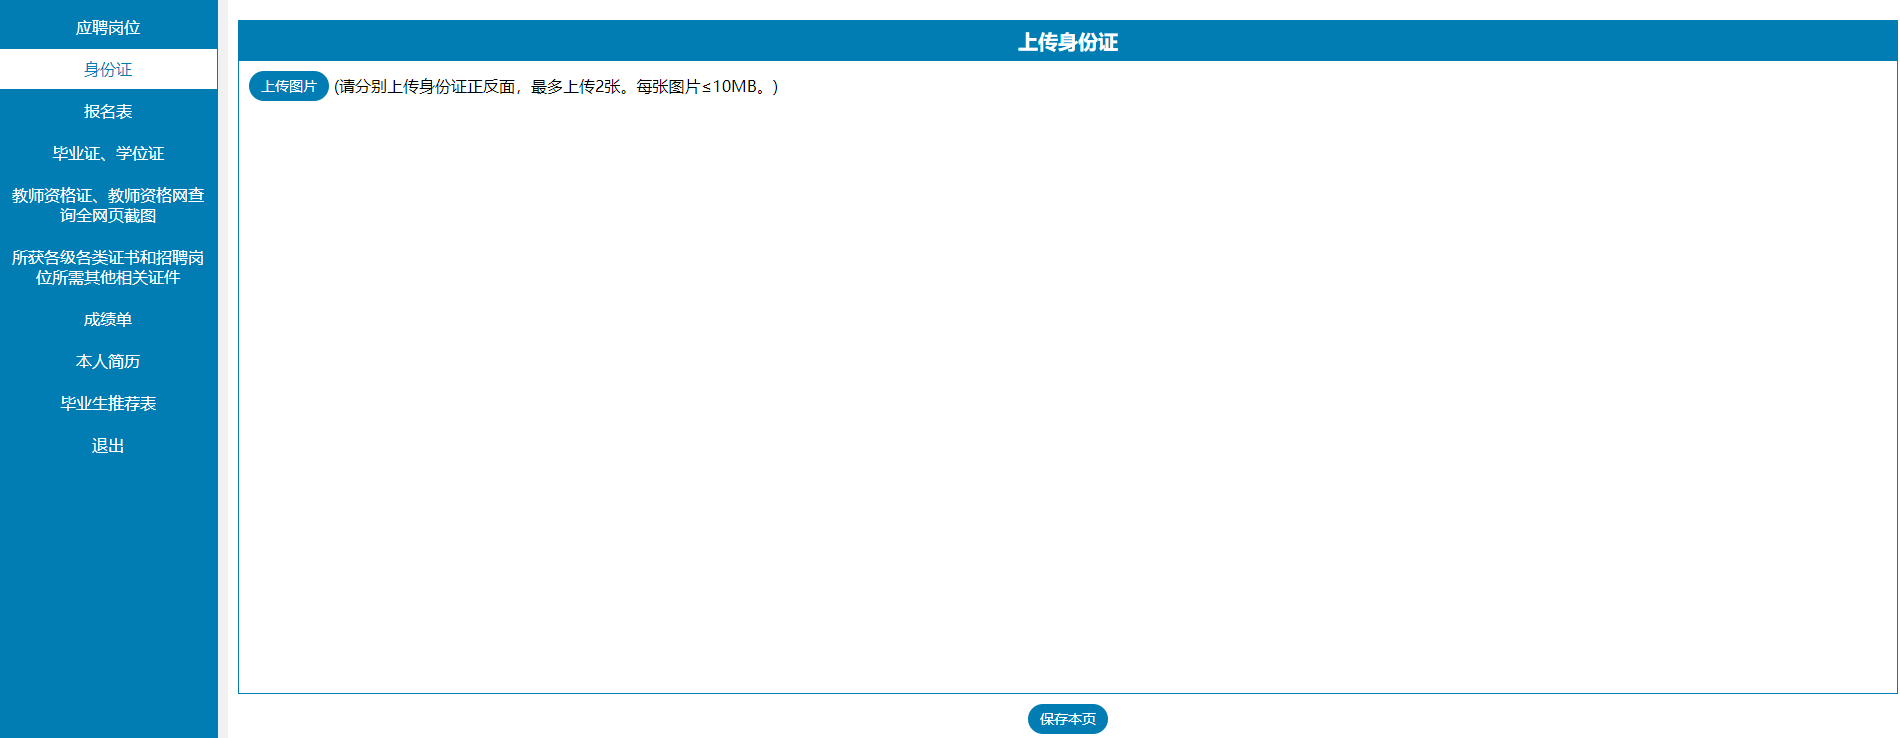 应聘岗位
身份证
报名表
毕业证、学位证
教师资格证、教师资格网查
询全网页截图
所获各级各类证书和招聘岗
位所需其他相关证件
成绩单
本人简历
毕业生推荐表
退出
上传身份证
上传图片 (请分别上传身份证正反面，最多上传2张。每张图片≤10MB。)
保存本页